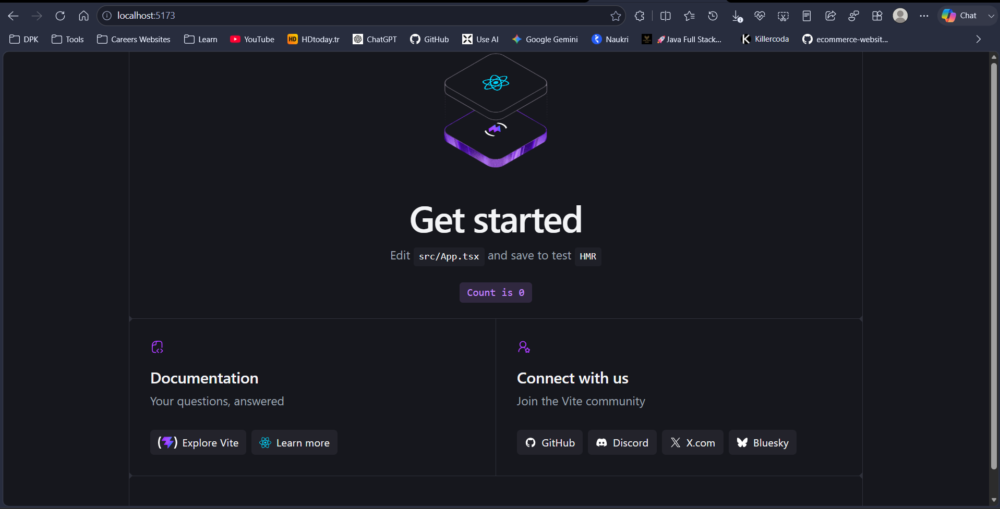 localhost:5173
Chat
DPK Tools Careers Websites Learn YouTube HD HDtoday.tr ChatGPT GitHub Use AI Google Gemini Naukri 🚀Java Full Stack... Killercoda ecommerce-websit...
Get started
Edit src/App.tsx and save to test HMR
Count is 0
Documentation
Your questions, answered
Explore Vite Learn more
Connect with us
Join the Vite community
GitHub Discord X.com Bluesky